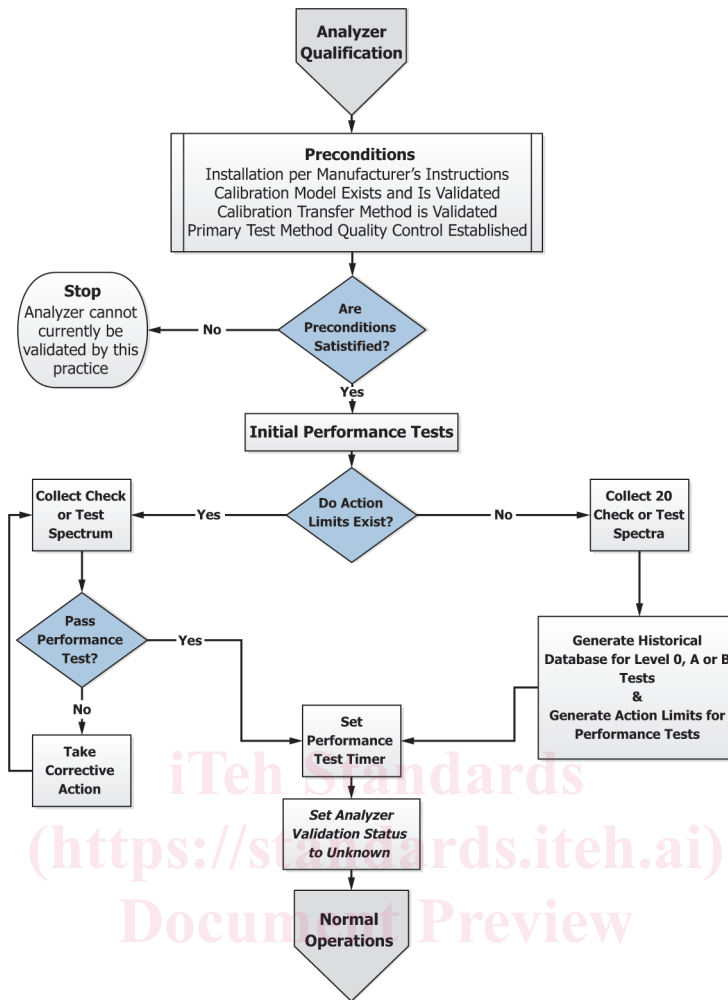 Analyzer
Qualification
Preconditions
Installation per Manufacturer's Instructions
Calibration Model Exists and Is Validated
Calibration Transfer Method is Validated
Primary Test Method Quality Control Established
Stop
Analyzer cannot
currently be
validated by this
practice
No
Are
Preconditions
Satistified?
Yes
Initial Performance Tests
Collect Check
or Test
Spectrum
Yes
Do Action
Limits Exist?
No
Collect 20
Check or Test
Spectra
Pass
Performance
Test?
Yes
No
Take
Corrective
Action
Generate Historical
Database for Level 0, A or B
Tests
&
Generate Action Limits for
Performance Tests
Set
Performance
Test Timer
Set Analyzer
Validation Status
to Unknown
Normal
Operations
iTeh Standards
(https://standards.iteh.ai)
Document Preview